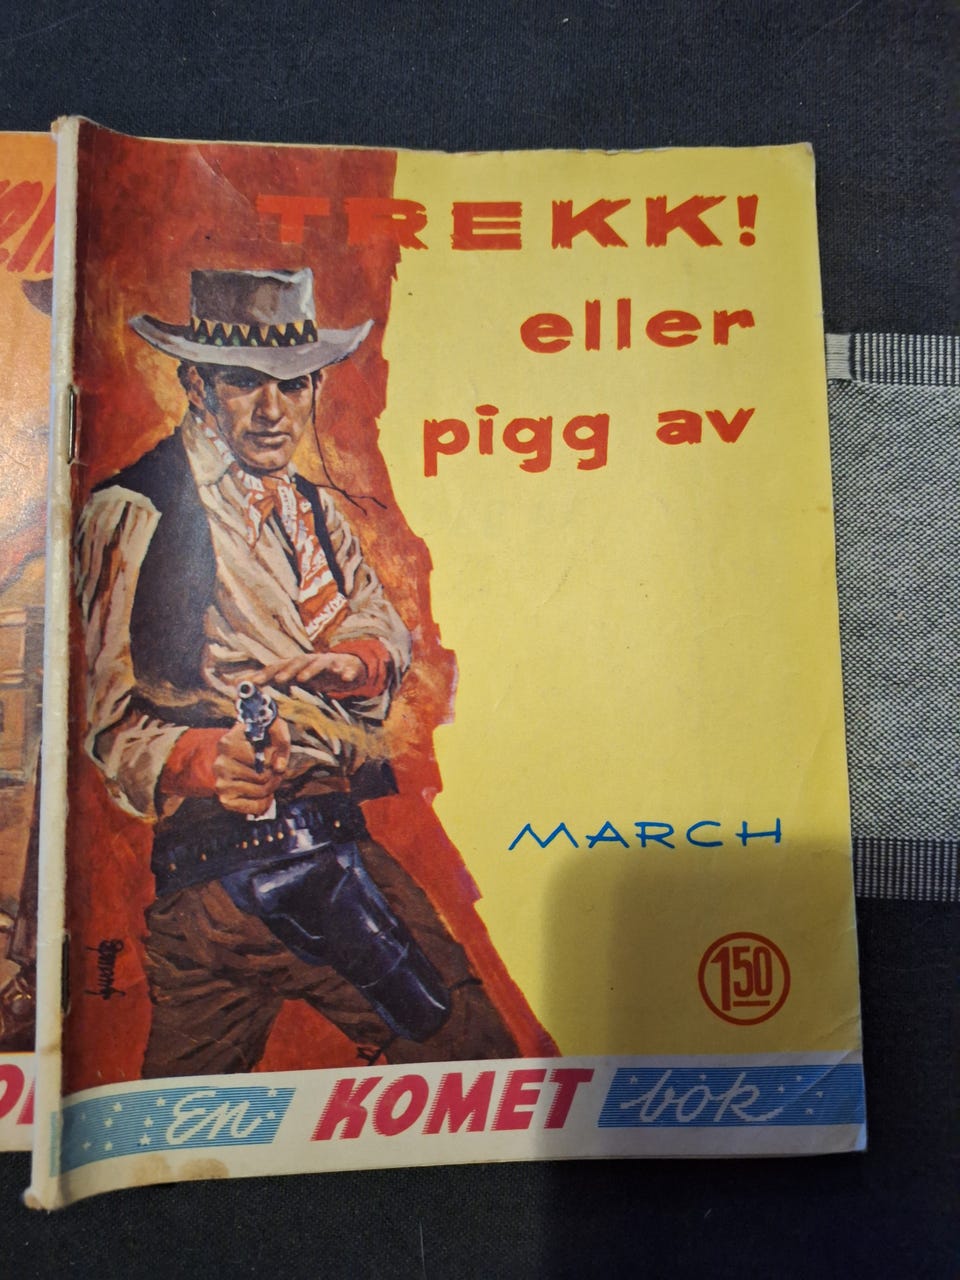 TREKK!
eller
pigg av
MARCH
1.50
En KOMET bok